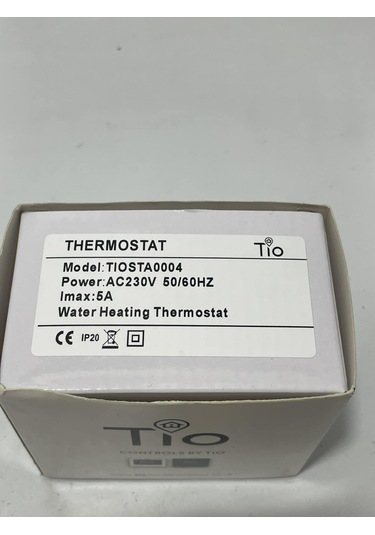 THERMOSTAT
Tio
Model:TIOSTA0004
Power:AC230V 50/60HZ
Imax:5A
Water Heating Thermostat
CE IP20
Tio
CONTROLS BY TIO